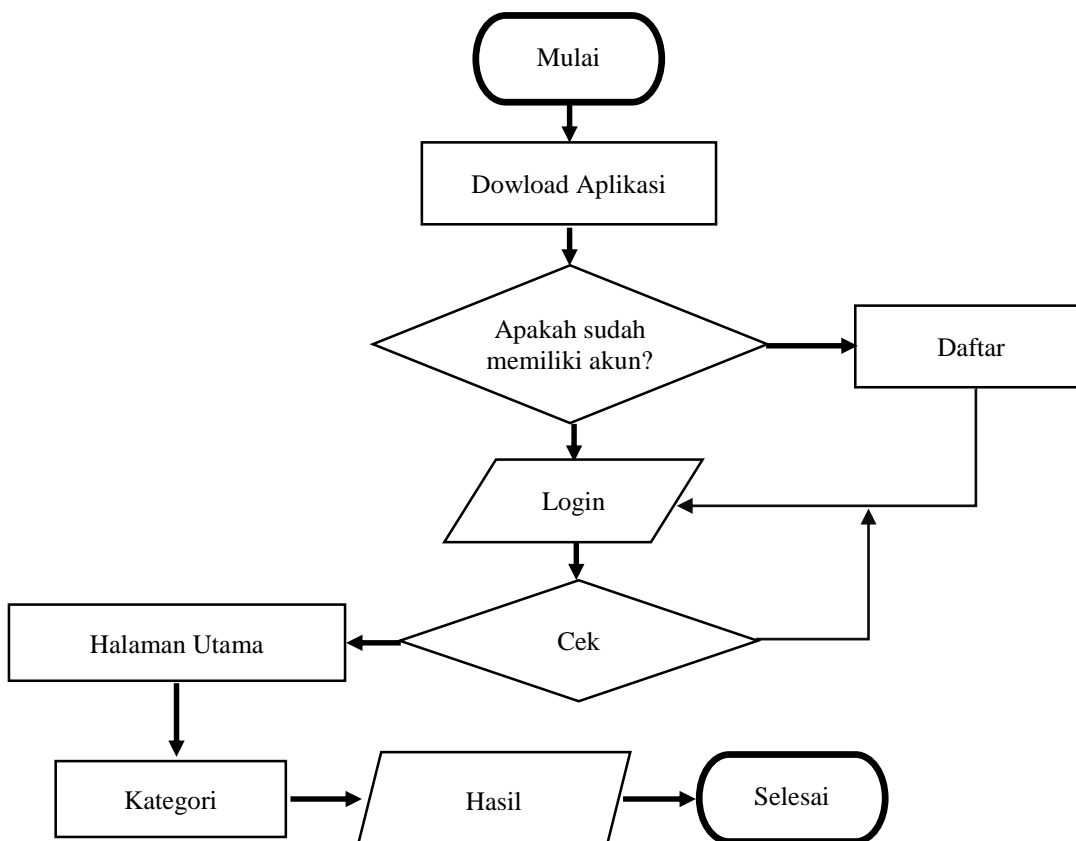 Mulai
Dowload Aplikasi
Apakah sudah
memiliki akun?
Daftar
Login
Cek
Halaman Utama
Kategori
Hasil
Selesai